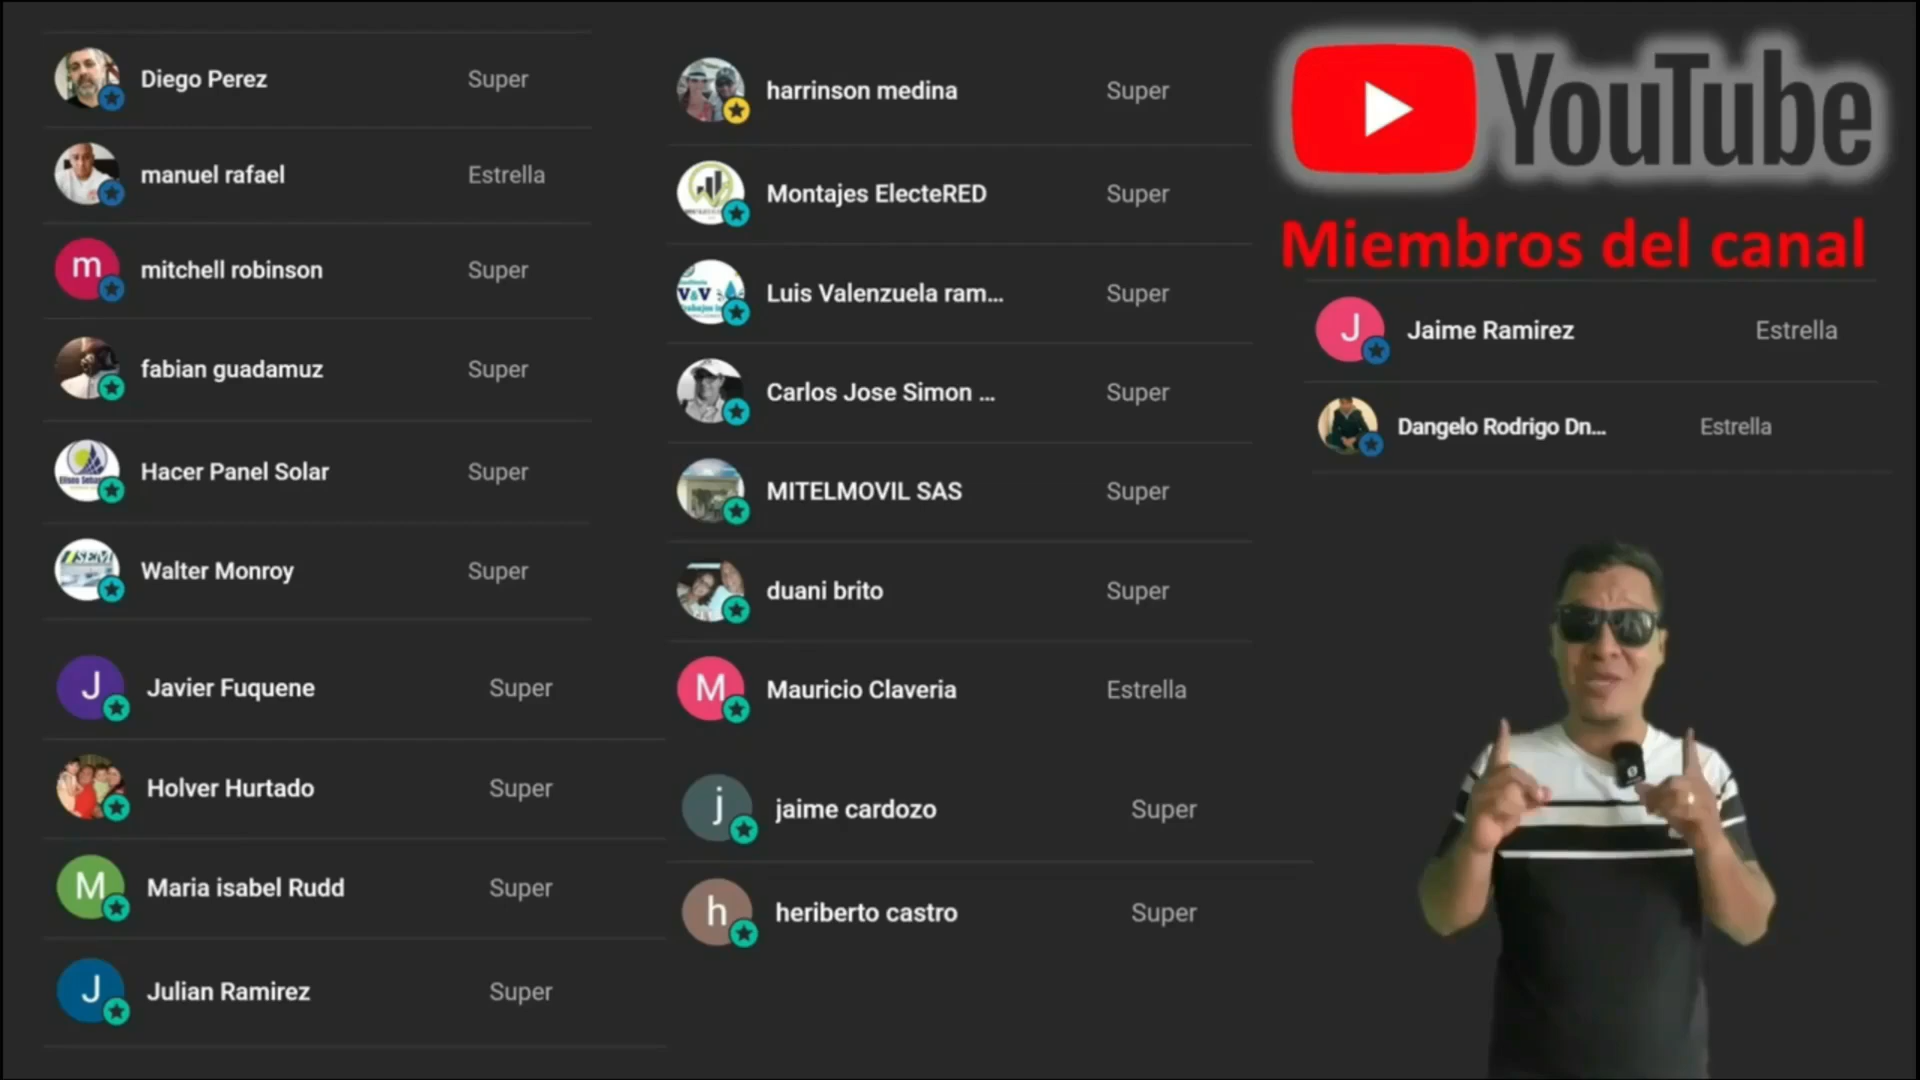 Diego Perez Super
manuel rafael Estrella
m mitchell robinson Super
fabian guadamuz Super
Hacer Panel Solar Super
Walter Monroy Super
J Javier Fuquene Super
Holver Hurtado Super
M Maria isabel Rudd Super
J Julian Ramirez Super
harrinson medina Super
Montajes ElecteRED Super
V&V
Luis Valenzuela ram... Super
Carlos Jose Simon ... Super
MITELMOVIL SAS Super
duani brito Super
M Mauricio Claveria Estrella
j jaime cardozo Super
h heriberto castro Super
YouTube
Miembros del canal
J Jaime Ramirez Estrella
Dangelo Rodrigo Dn... Estrella